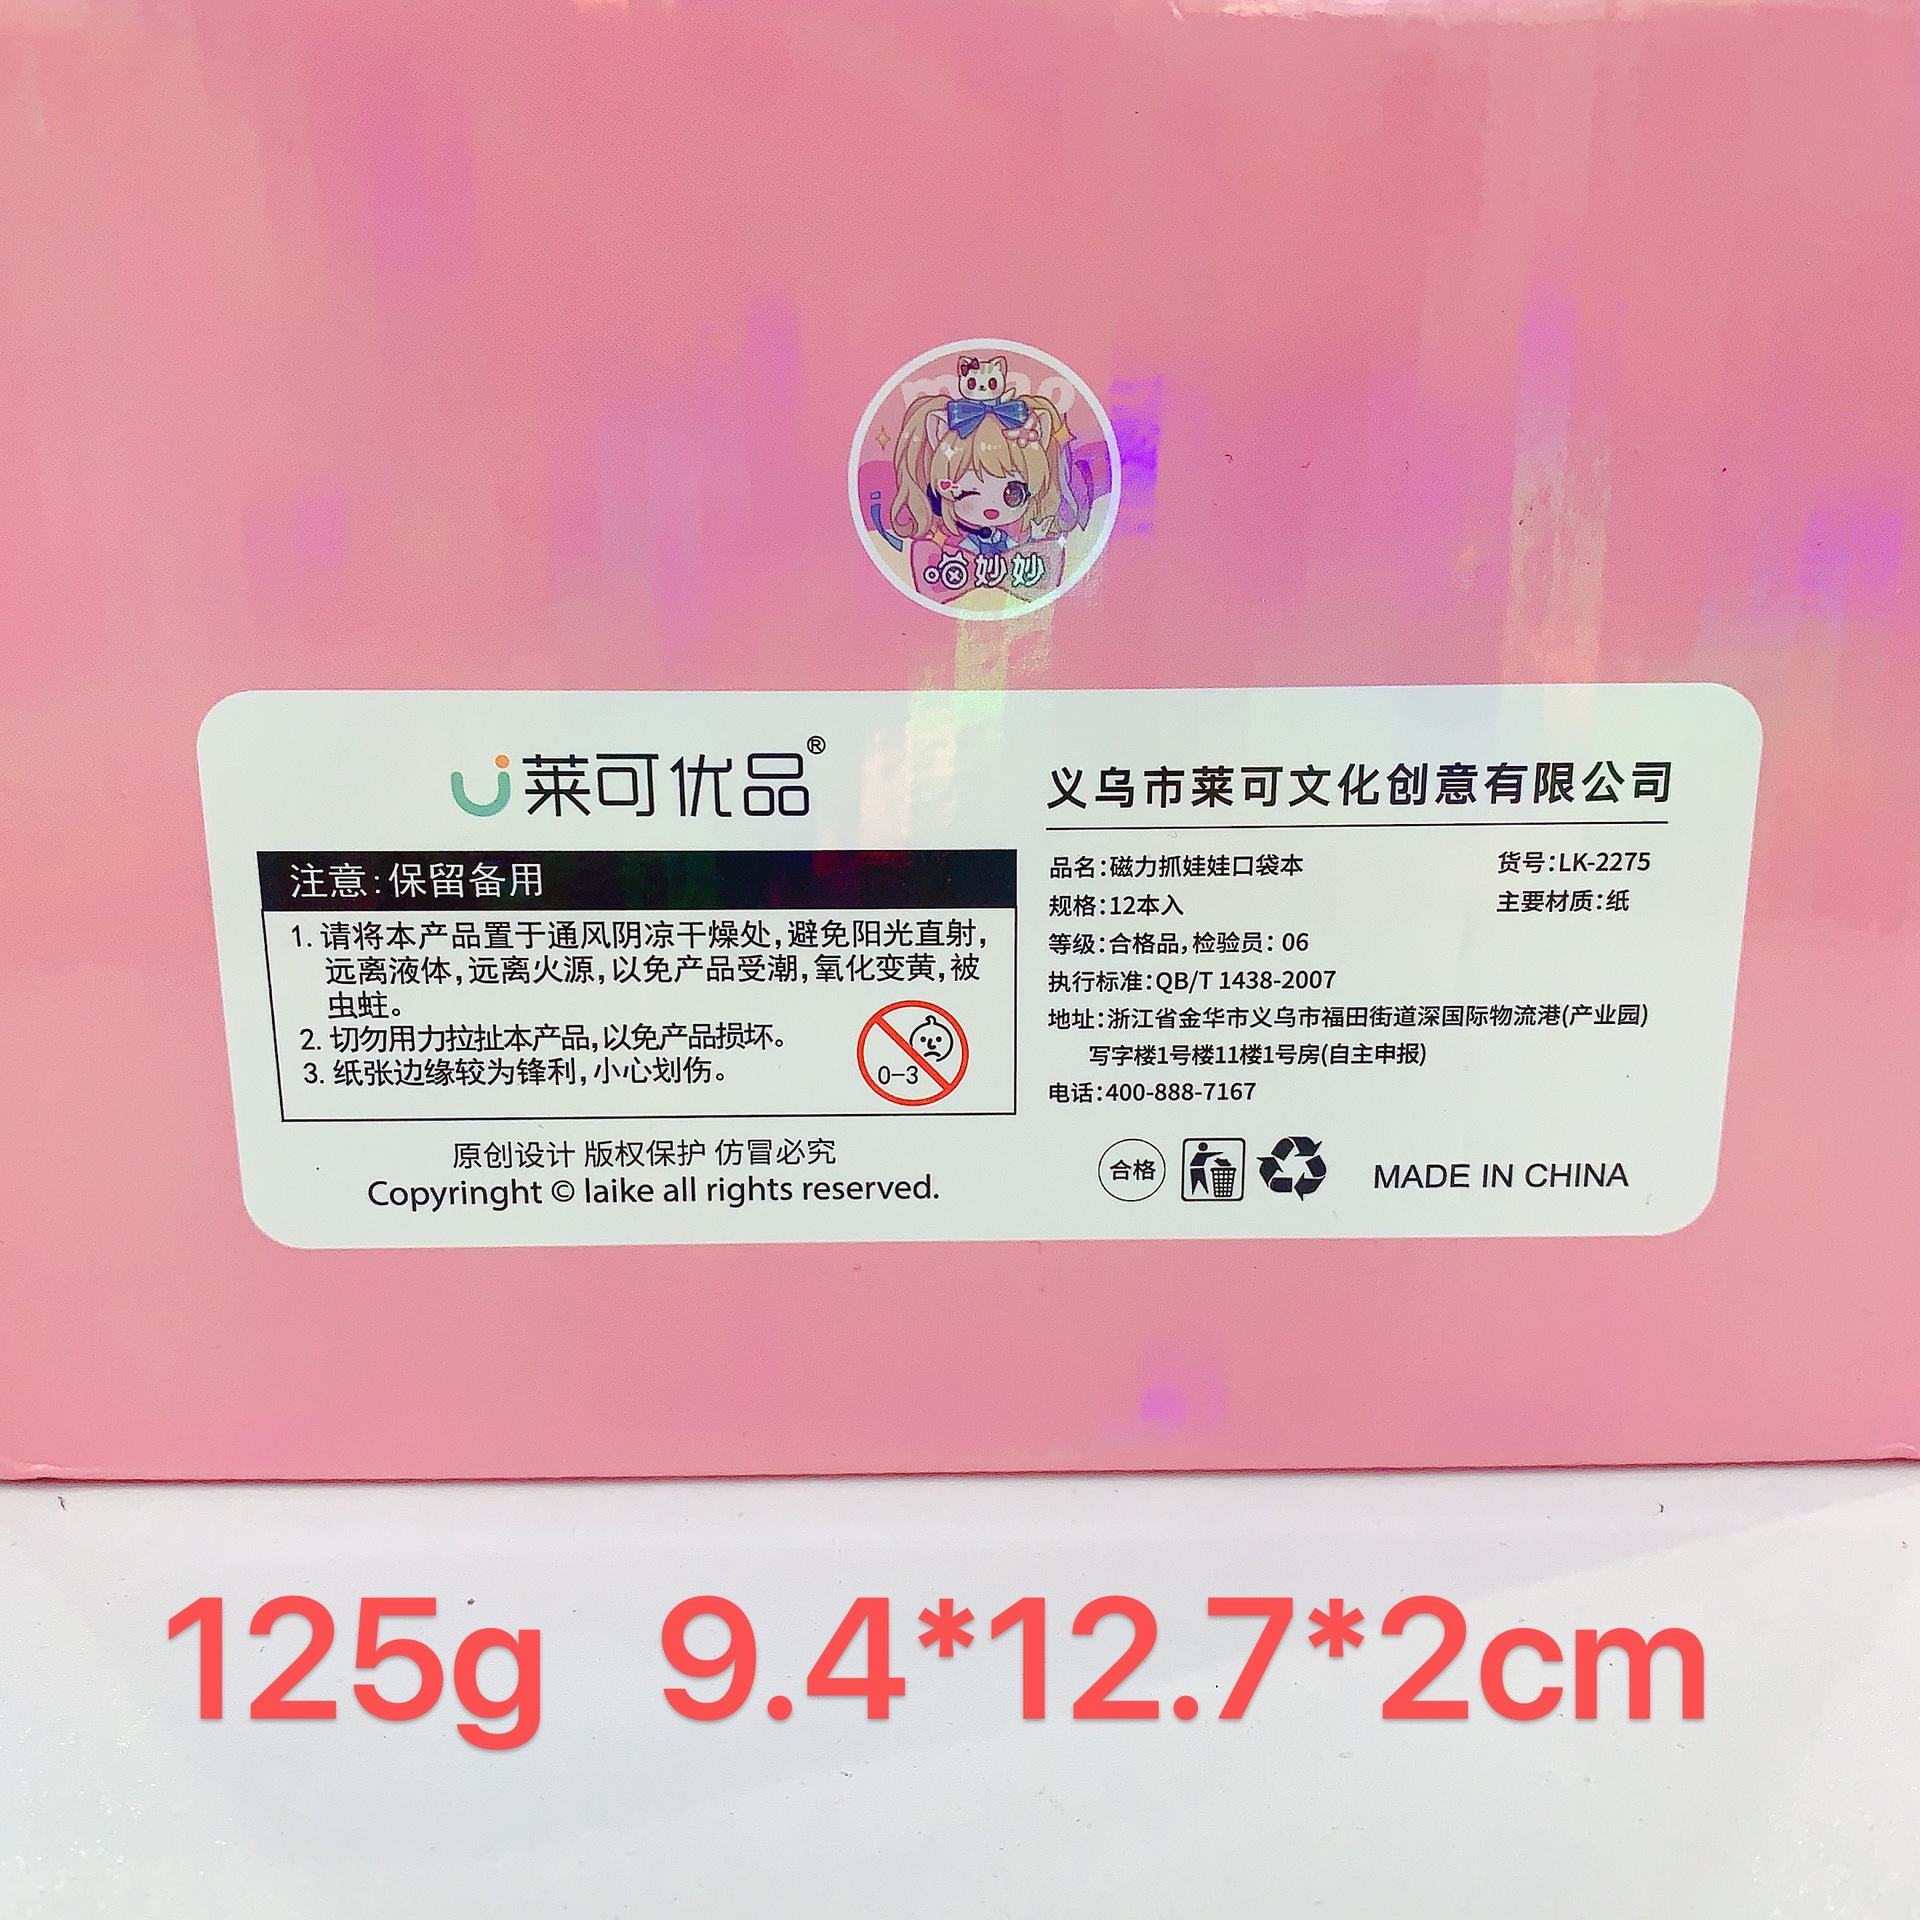 喵妙妙
莱可优品®
注意:保留备用
1. 请将本产品置于通风阴凉干燥处,避免阳光直射,
远离液体,远离火源,以免产品受潮,氧化变黄,被
虫蛀。
2. 切勿用力拉扯本产品,以免产品损坏。
3. 纸张边缘较为锋利,小心划伤。
0-3
原创设计 版权保护 仿冒必究
Copyringht © laike all rights reserved.
义乌市莱可文化创意有限公司
品名:磁力抓娃娃口袋本 货号:LK-2275
规格:12本入 主要材质:纸
等级:合格品,检验员: 06
执行标准:QB/T 1438-2007
地址:浙江省金华市义乌市福田街道深国际物流港(产业园)
写字楼1号楼11楼1号房(自主申报)
电话:400-888-7167
合格 MADE IN CHINA
125g 9.4*12.7*2cm